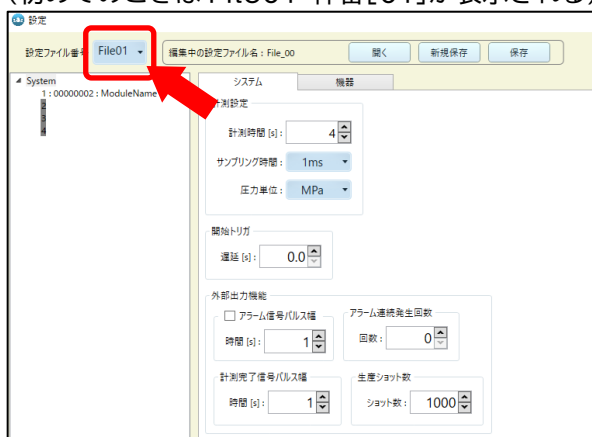 設定
設定ファイル番 File01 編集中の設定ファイル名：File_00 開く 新規保存 保存
System
1 : 00000002 : ModuleName
2
3
4
システム 機器
計測設定
計測時間 [s]： 4
サンプリング時間： 1ms
圧力単位： MPa
開始トリガ
遅延 [s]： 0.0
外部出力機能
アラーム信号パルス幅 アラーム連続発生回数
時間 [s]： 1 回数： 0
計測完了信号パルス幅 生産ショット数
時間 [s]： 1 ショット数： 1000